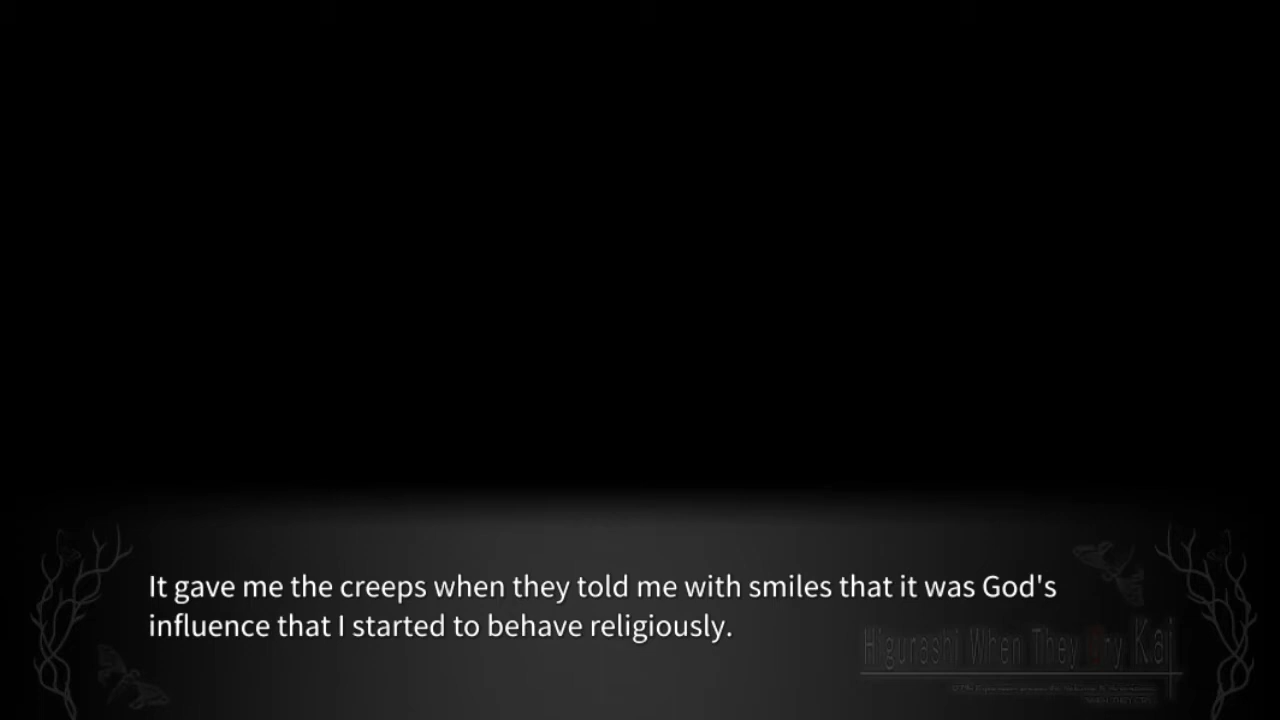 It gave me the creeps when they told me with smiles that it was God's
influence that I started to behave religiously.
Higurashi When They Cry Kai